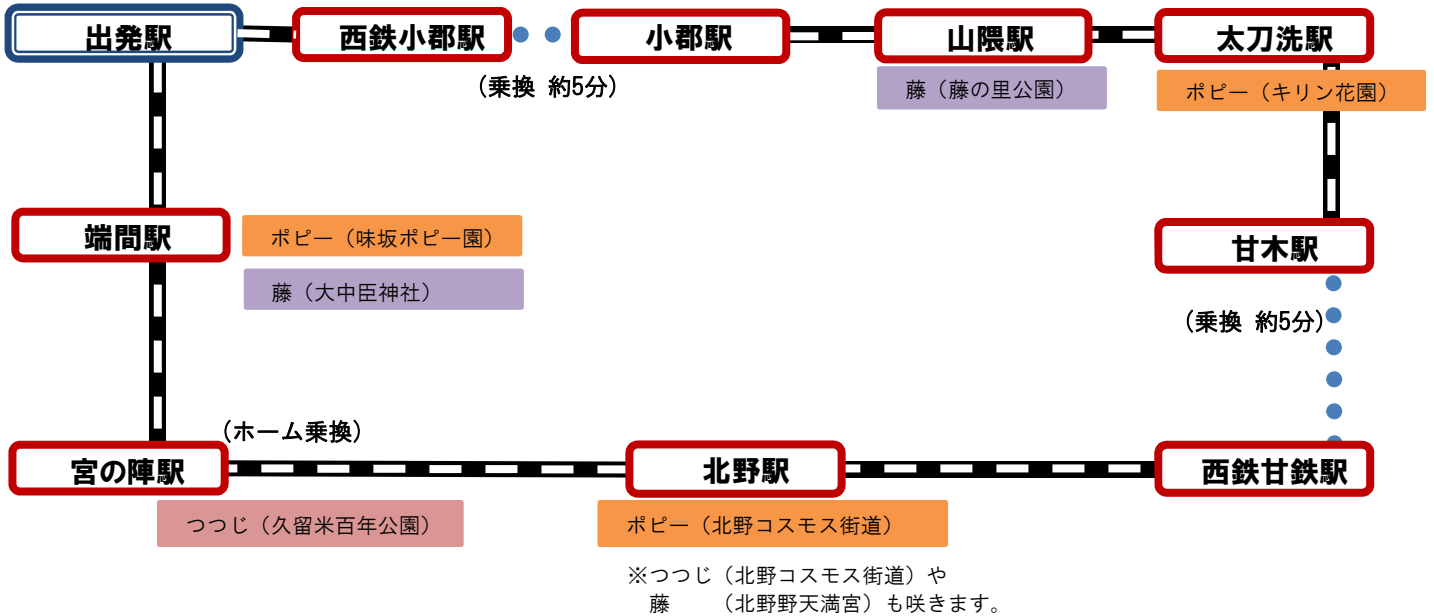 出発駅
西鉄小郡駅
小郡駅
山隈駅
太刀洗駅
(乗換 約5分)
藤（藤の里公園）
ポピー（キリン花園）
端間駅
ポピー（味坂ポピー園）
藤（大中臣神社）
甘木駅
(乗換 約5分)
(ホーム乗換)
宮の陣駅
北野駅
西鉄甘鉄駅
つつじ（久留米百年公園）
ポピー（北野コスモス街道）
※つつじ（北野コスモス街道）や
藤　　（北野野天満宮）も咲きます。